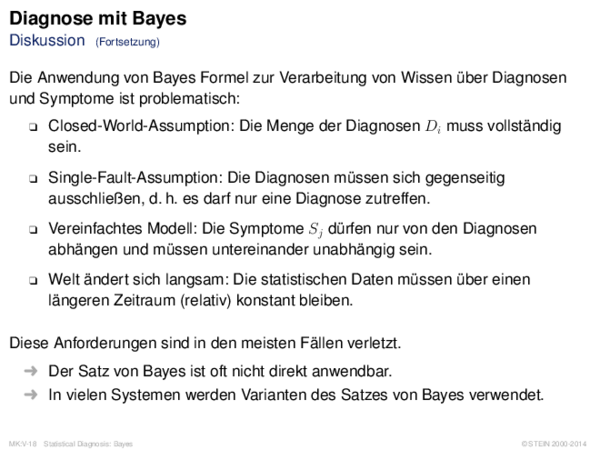 Diagnose mit Bayes
Diskussion (Fortsetzung)
Die Anwendung von Bayes Formel zur Verarbeitung von Wissen über Diagnosen
und Symptome ist problematisch:
❑ Closed-World-Assumption: Die Menge der Diagnosen D_i muss vollständig
sein.
❑ Single-Fault-Assumption: Die Diagnosen müssen sich gegenseitig
ausschließen, d. h. es darf nur eine Diagnose zutreffen.
❑ Vereinfachtes Modell: Die Symptome S_j dürfen nur von den Diagnosen
abhängen und müssen untereinander unabhängig sein.
❑ Welt ändert sich langsam: Die statistischen Daten müssen über einen
längeren Zeitraum (relativ) konstant bleiben.
Diese Anforderungen sind in den meisten Fällen verletzt.
➜ Der Satz von Bayes ist oft nicht direkt anwendbar.
➜ In vielen Systemen werden Varianten des Satzes von Bayes verwendet.
MK:V-18 Statistical Diagnosis: Bayes
© STEIN 2000-2014